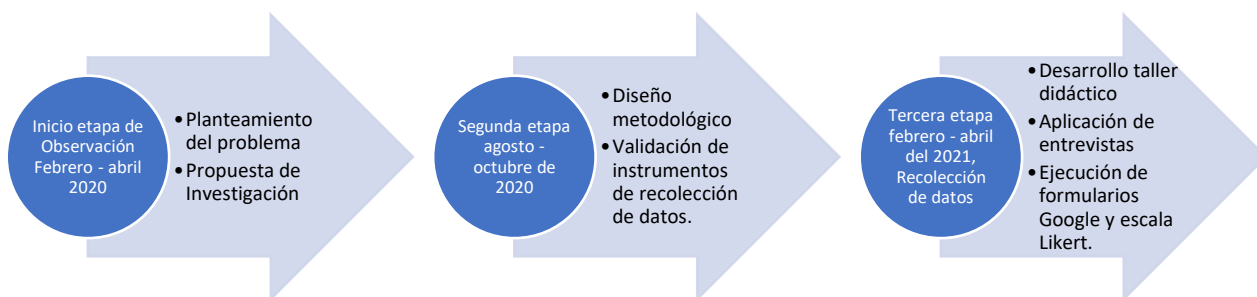 Inicio etapa de
Observación
Febrero - abril
2020
•Planteamiento
del problema
•Propuesta de
Investigación
Segunda etapa
agosto -
octubre de
2020
•Diseño
metodológico
•Validación de
instrumentos
de recolección
de datos.
Tercera etapa
febrero - abril
del 2021,
Recolección
de datos
•Desarrollo taller
didáctico
•Aplicación de
entrevistas
•Ejecución de
formularios
Google y escala
Likert.